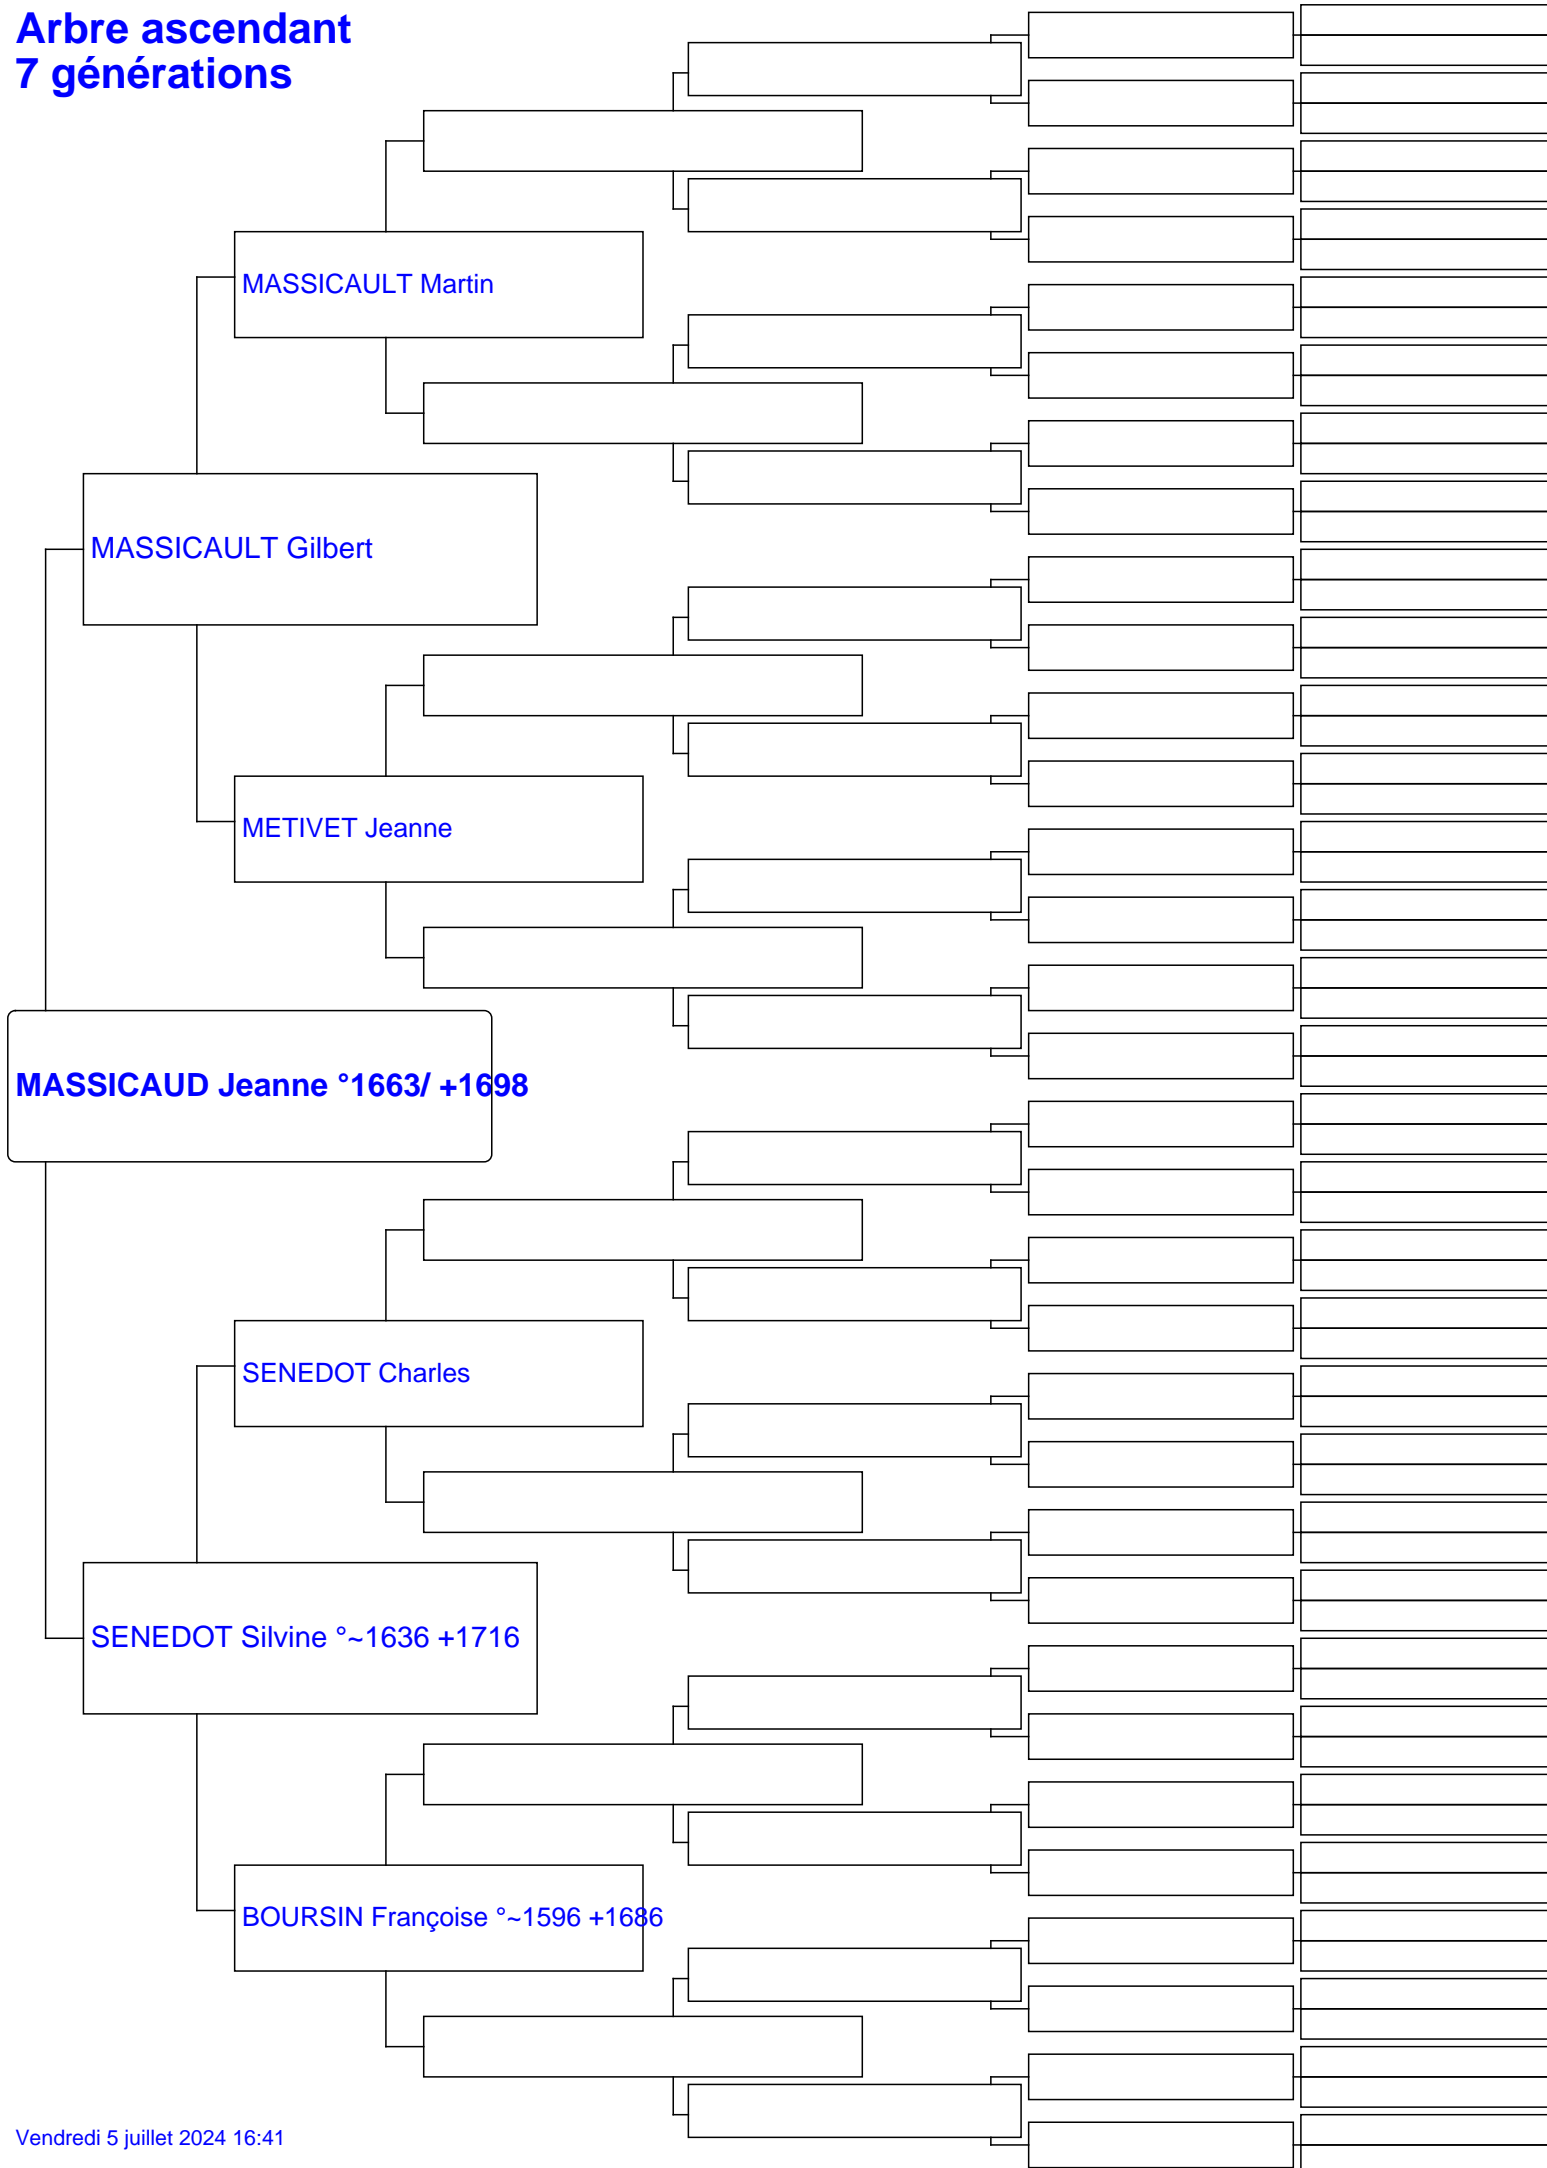 Arbre ascendant
7 générations
MASSICAULT Martin
MASSICAULT Gilbert
METIVET Jeanne
MASSICAUD Jeanne °1663/ +1698
SENEDOT Charles
SENEDOT Silvine °~1636 +1716
BOURSIN Françoise °~1596 +1686
Vendredi 5 juillet 2024 16:41